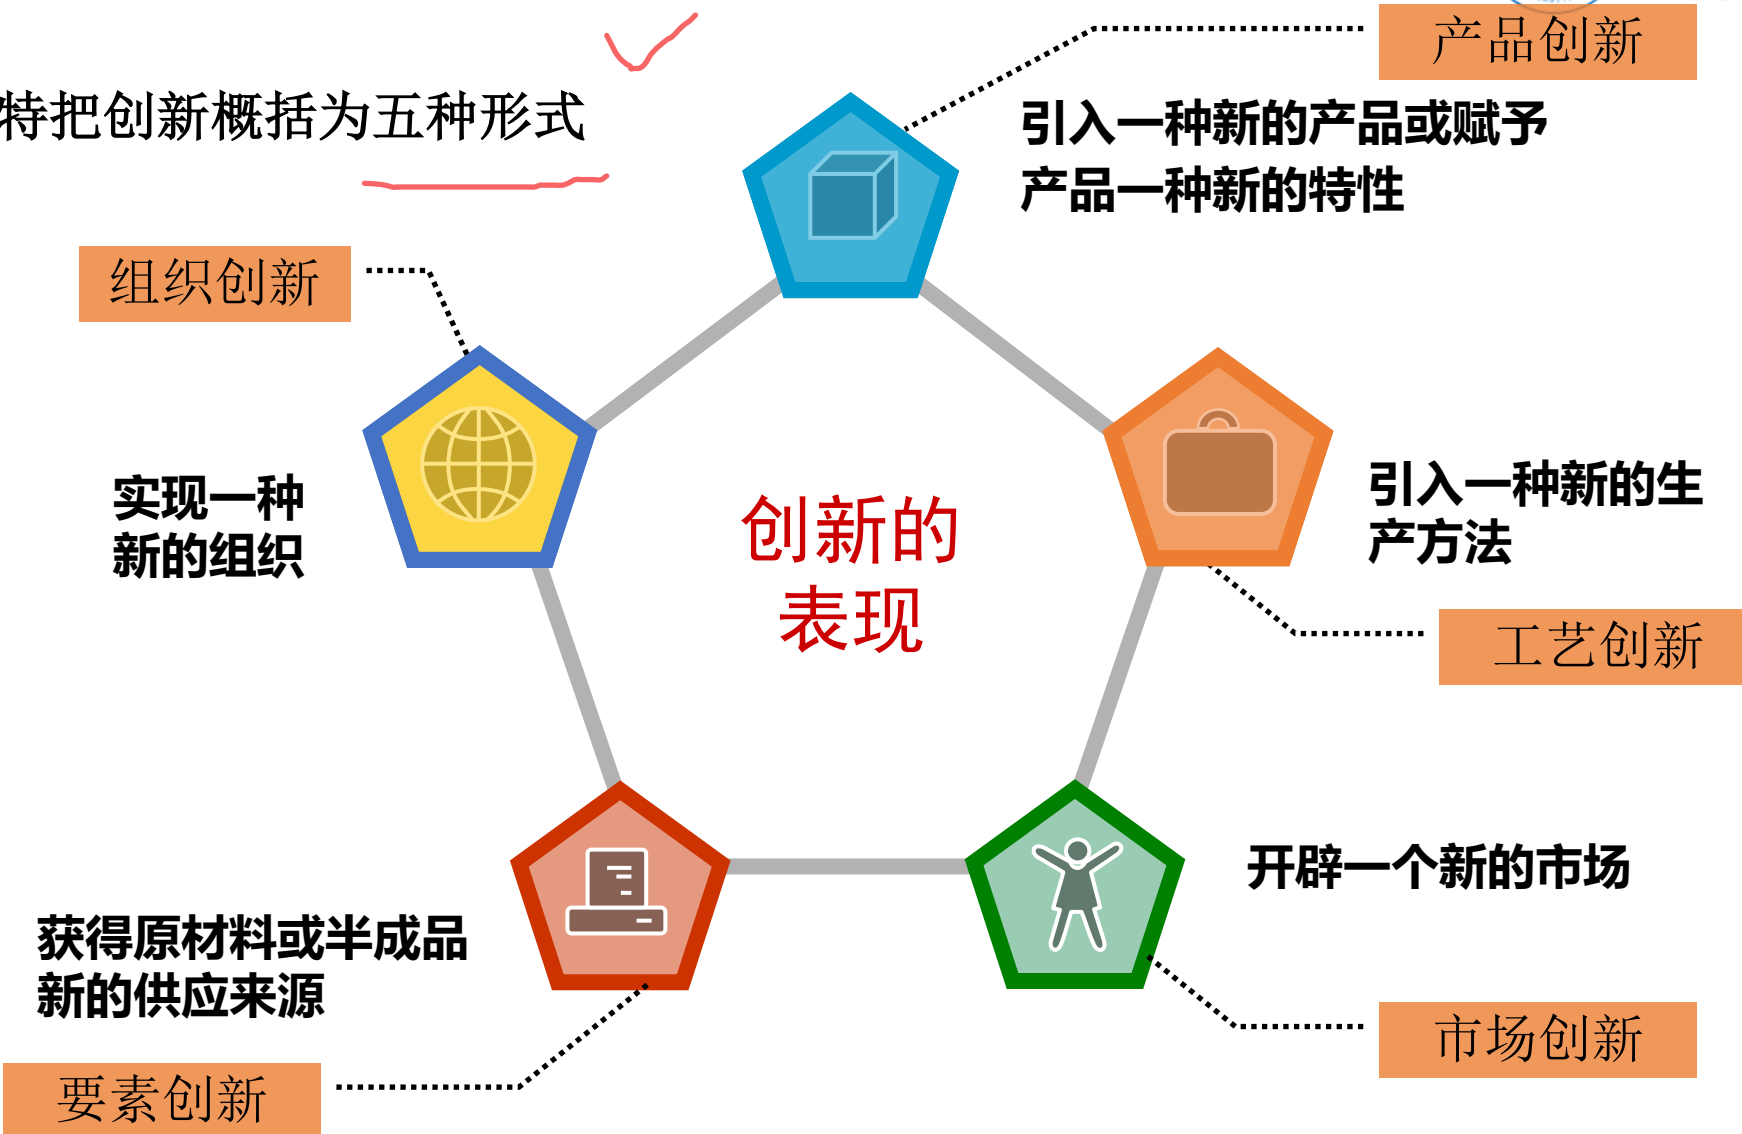 特把创新概括为五种形式
产品创新
引入一种新的产品或赋予
产品一种新的特性
组织创新
实现一种
新的组织
创新的
表现
引入一种新的生
产方法
工艺创新
开辟一个新的市场
市场创新
获得原材料或半成品
新的供应来源
要素创新